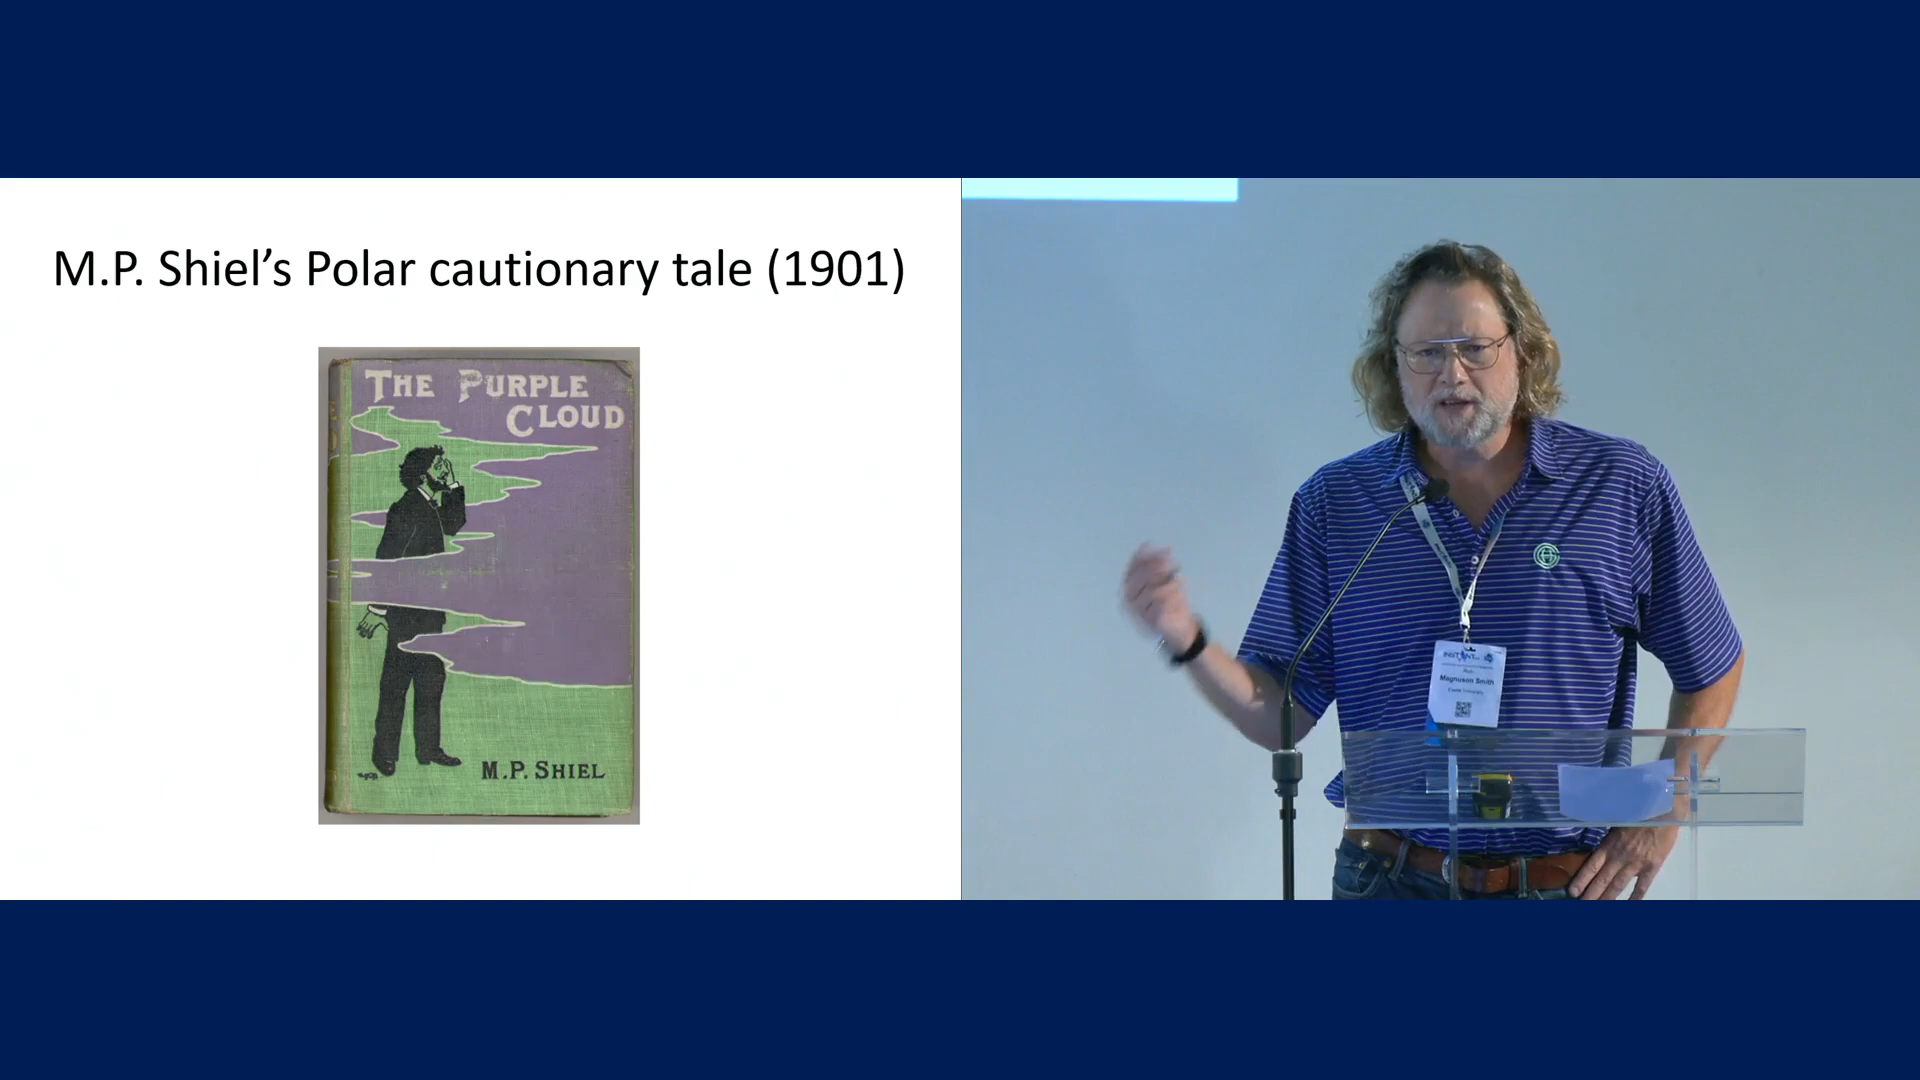 M.P. Shiel’s Polar cautionary tale (1901)
THE PURPLE
CLOUD
M.P. SHIEL
Magnuson Smith